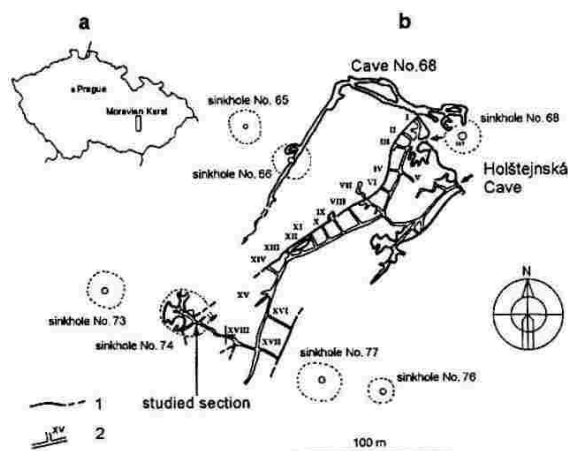 a
b
Prague
Moravian Karst
Cave No.68
sinkhole No. 65
sinkhole No. 68
sinkhole No. 66
Holštejnská
Cave
I
II
III
IV
V
VI
VII
VIII
IX
X
XI
XII
XIII
XIV
XV
XVI
XVII
XVIII
N
sinkhole No. 73
sinkhole No. 74
sinkhole No. 77
sinkhole No. 76
studied section
1
XV
2
100 m